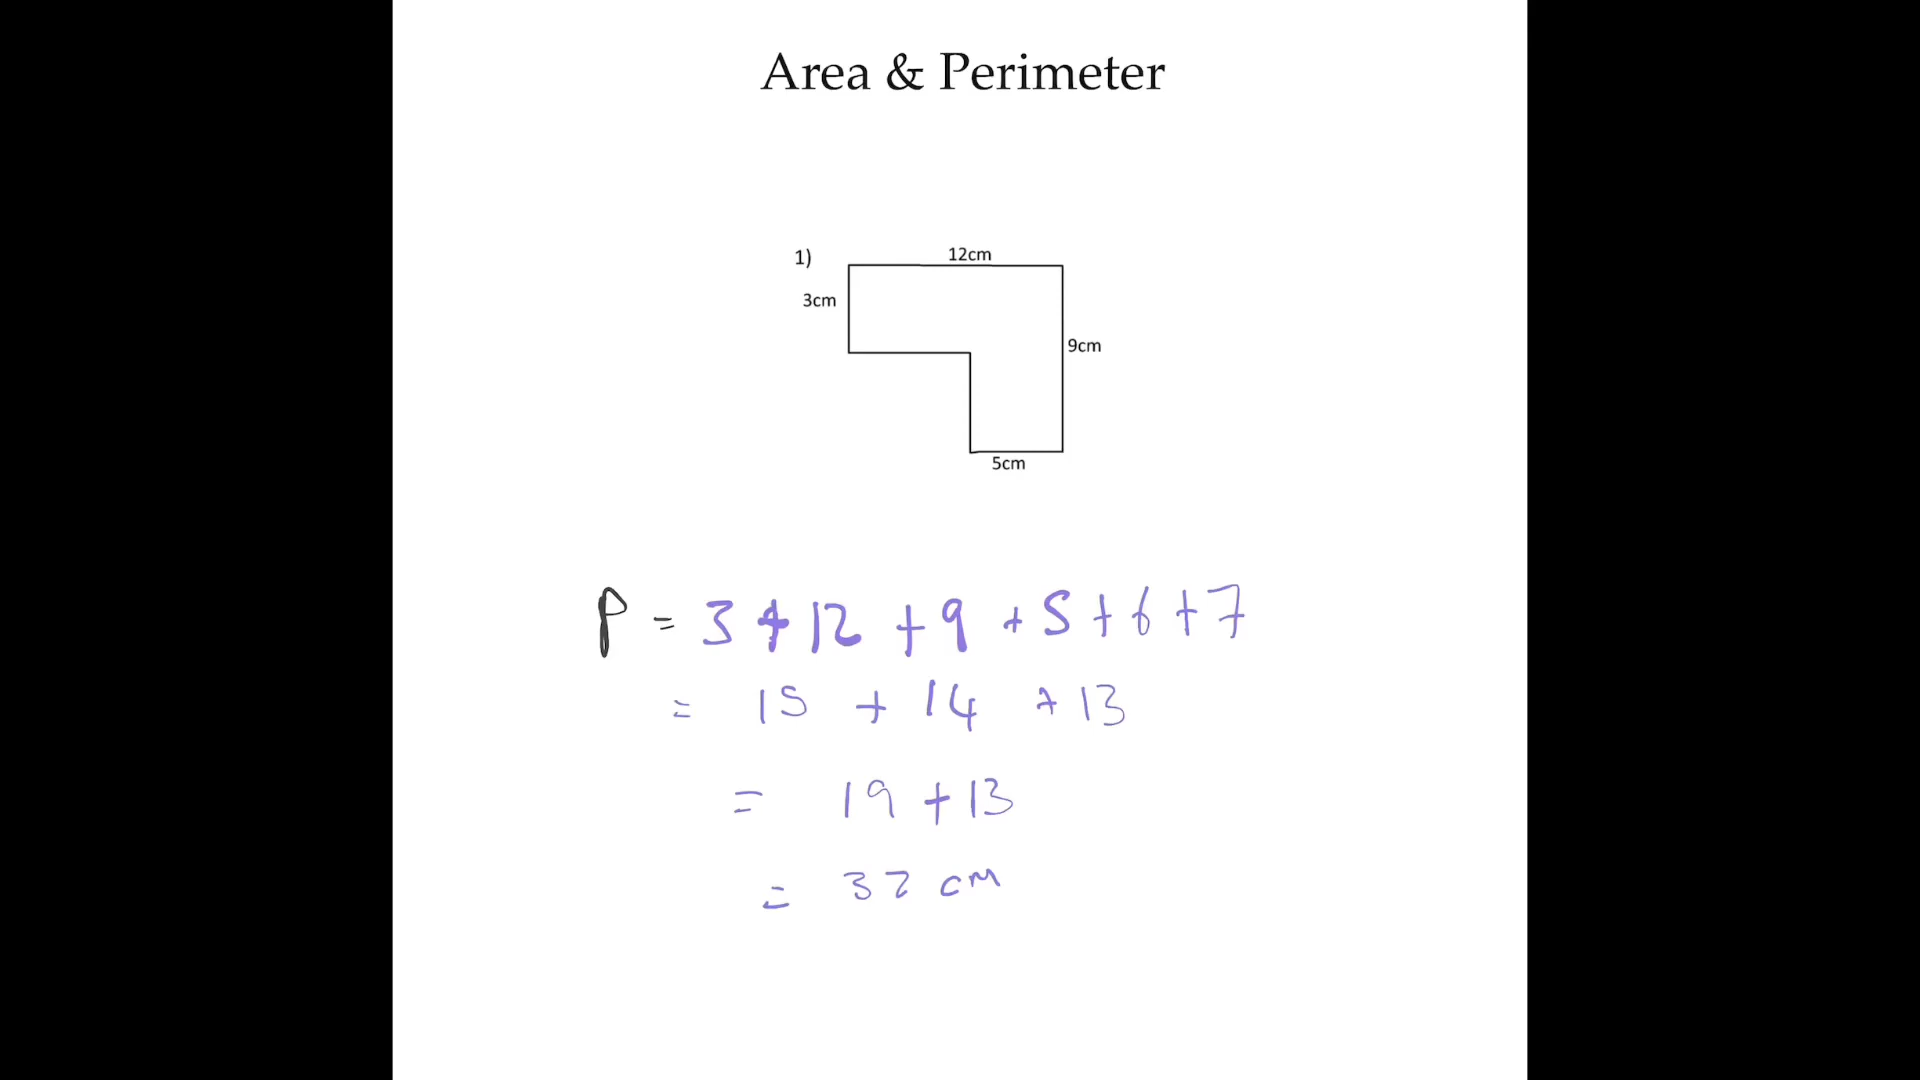 Area & Perimeter
1)
12cm
3cm
9cm
5cm
P = 3 + 12 + 9 + 5 + 6 + 7
= 15 + 14 + 13
= 19 + 13
= 32 cm